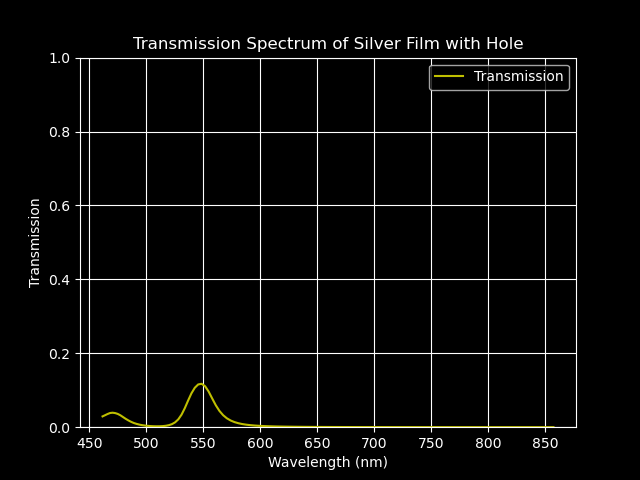 Transmission Spectrum of Silver Film with Hole
1.0
0.8
0.6
0.4
0.2
0.0
Transmission
Transmission
450 500 550 600 650 700 750 800 850
Wavelength (nm)